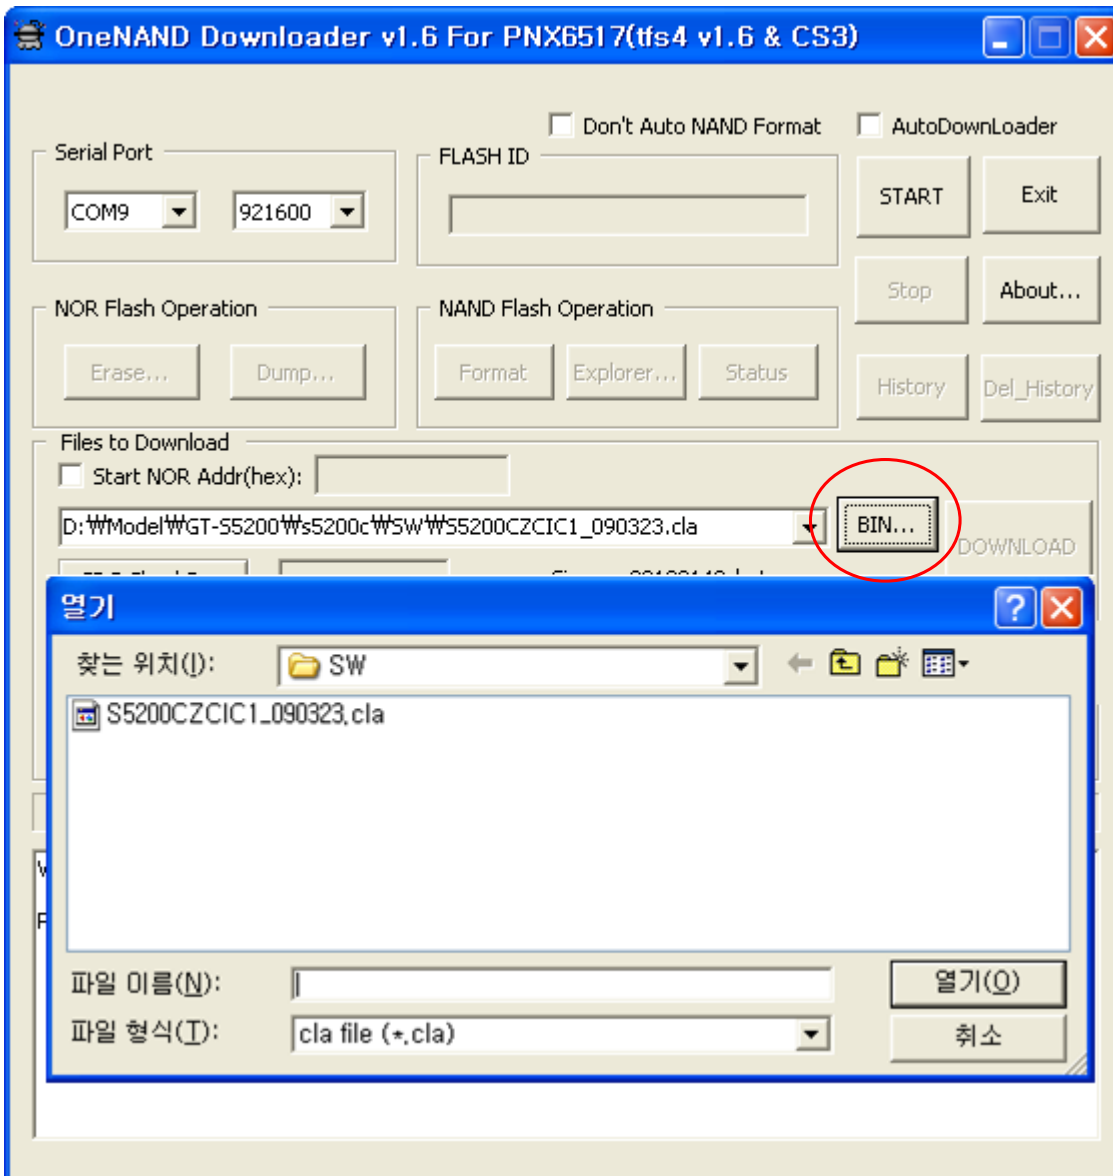 OneNAND Downloader v1.6 For PNX6517(tfs4 v1.6 & CS3)
Don't Auto NAND Format
AutoDownLoader
Serial Port
FLASH ID
COM9
921600
START
Exit
Stop
About...
NOR Flash Operation
NAND Flash Operation
Erase...
Dump...
Format
Explorer...
Status
History
Del_History
Files to Download
Start NOR Addr(hex):
D:₩Model₩GT-S5200₩s5200c₩SW₩S5200CZCIC1_090323.cla
BIN...
DOWNLOAD
열기
찾는 위치(I):
SW
S5200CZCIC1_090323.cla
파일 이름(N):
열기(O)
파일 형식(T):
cla file (*.cla)
취소